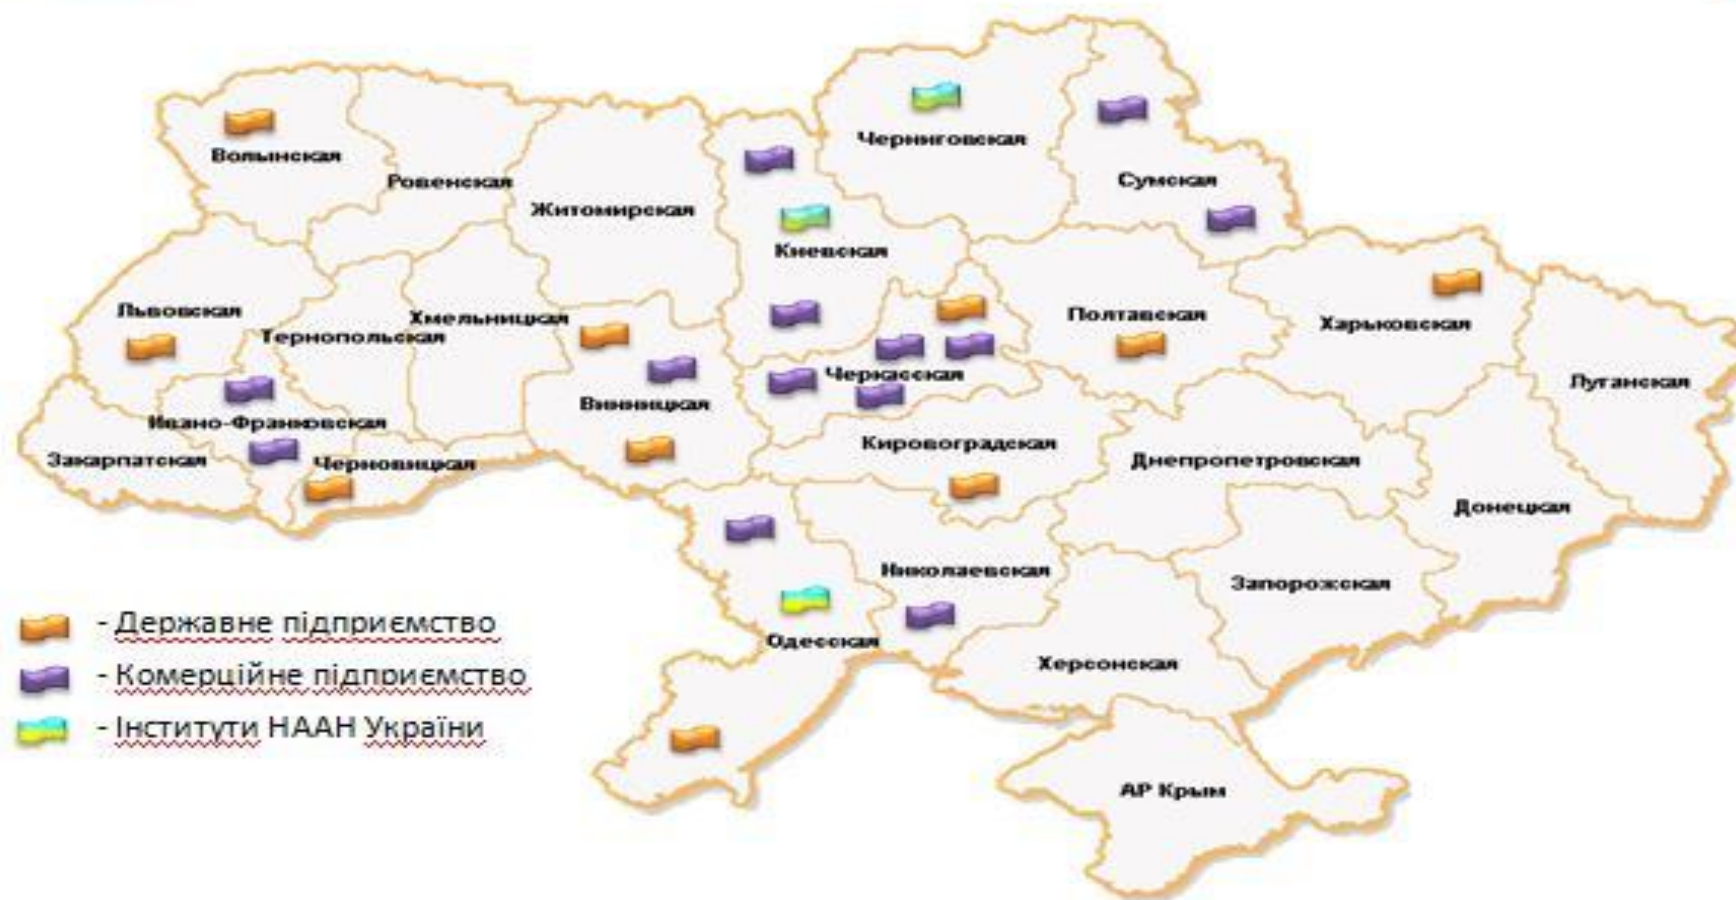 Черниговская
Волынская
Сумская
Ровенская
Житомирская
Киевская
Львовская
Хмельницкая
Тернопольская
Полтавская
Харьковская
Черкасская
Луганская
Винницкая
Ивано-Франковская
Кировоградская
Закарпатская
Черновицкая
Днепропетровская
Донецкая
Николаевская
Запорожская
- Державне підприємство
Одесская
Херсонская
- Комерційне підприємство
- Інститути НААН України
АР Крым